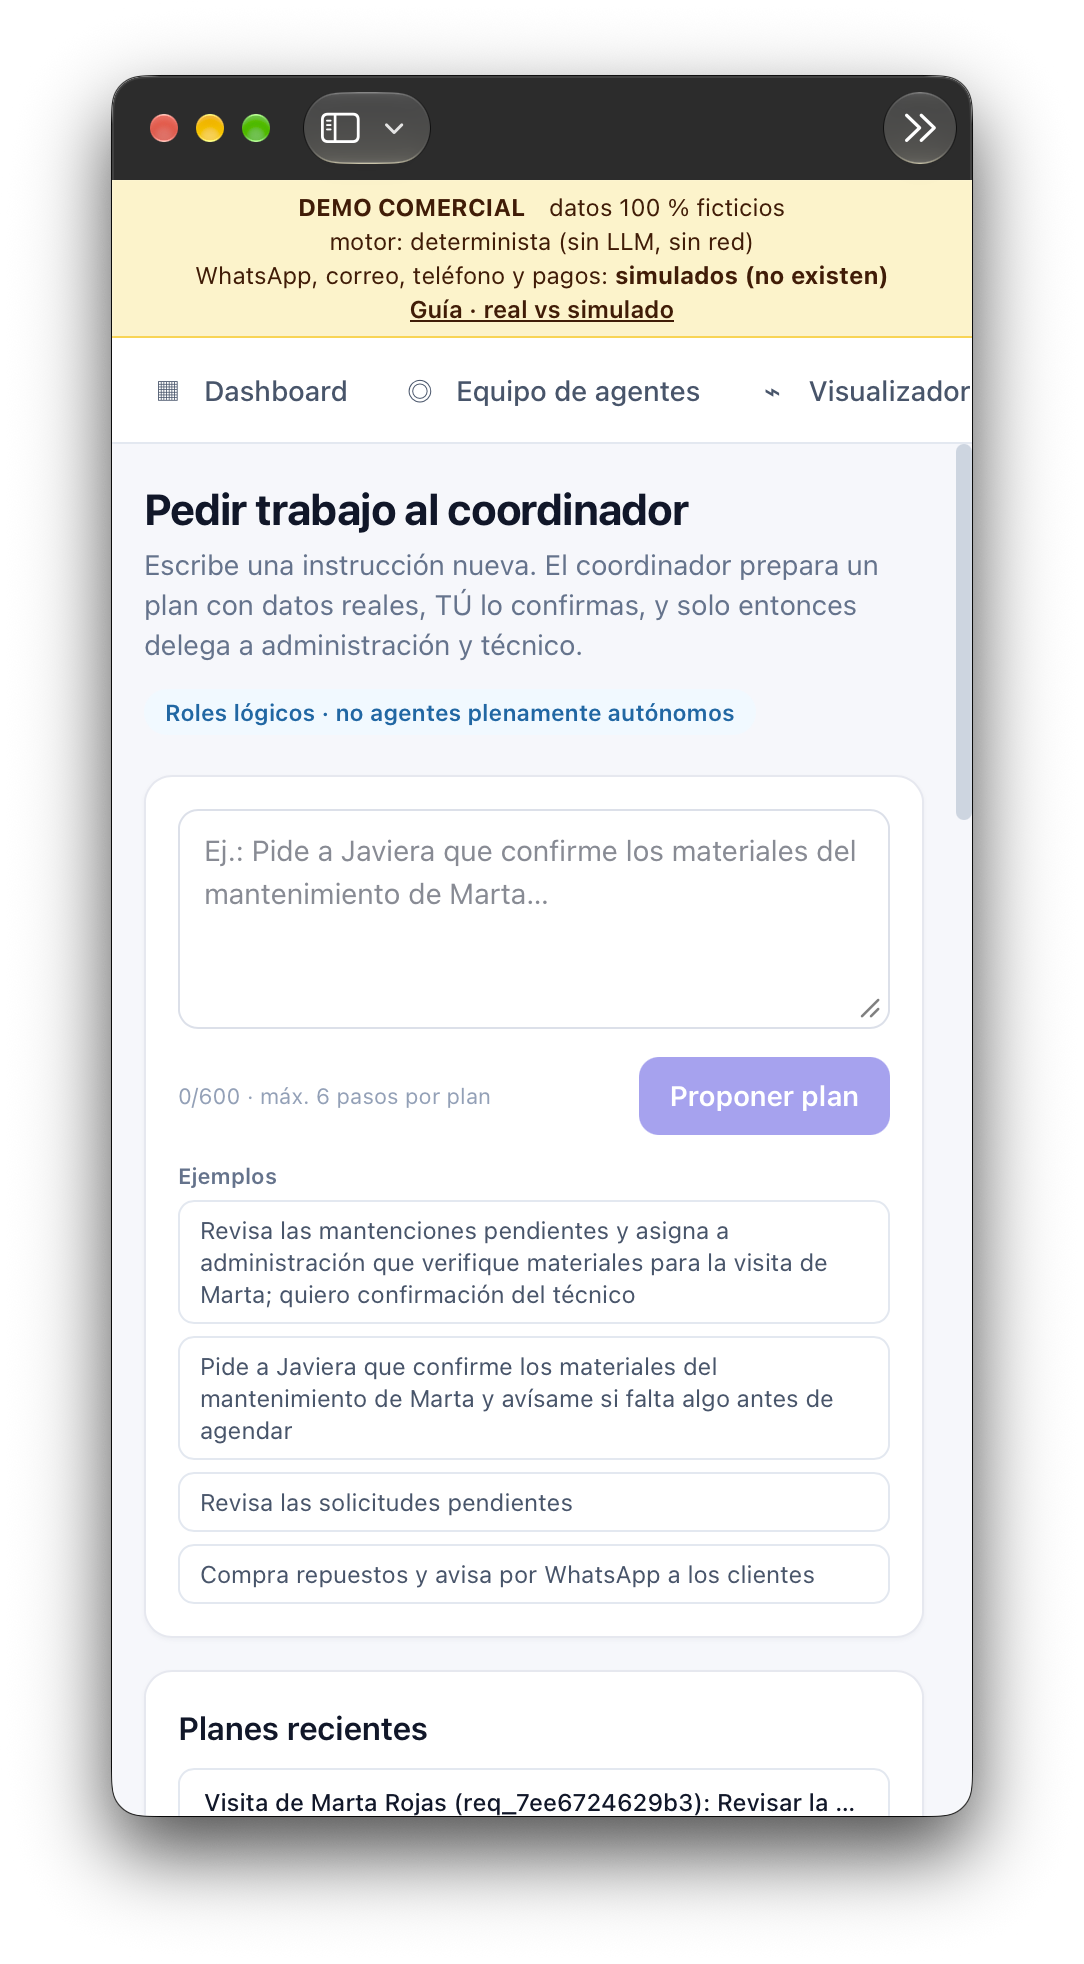 DEMO COMERCIAL datos 100 % ficticios
motor: determinista (sin LLM, sin red)
WhatsApp, correo, teléfono y pagos: simulados (no existen)
Guía · real vs simulado
Dashboard Equipo de agentes Visualizador
Pedir trabajo al coordinador
Escribe una instrucción nueva. El coordinador prepara un
plan con datos reales, TÚ lo confirmas, y solo entonces
delega a administración y técnico.
Roles lógicos · no agentes plenamente autónomos
Ej.: Pide a Javiera que confirme los materiales del
mantenimiento de Marta...
0/600 · máx. 6 pasos por plan
Proponer plan
Ejemplos
Revisa las mantenciones pendientes y asigna a
administración que verifique materiales para la visita de
Marta; quiero confirmación del técnico
Pide a Javiera que confirme los materiales del
mantenimiento de Marta y avísame si falta algo antes de
agendar
Revisa las solicitudes pendientes
Compra repuestos y avisa por WhatsApp a los clientes
Planes recientes
Visita de Marta Rojas (req_7ee6724629b3): Revisar la ...